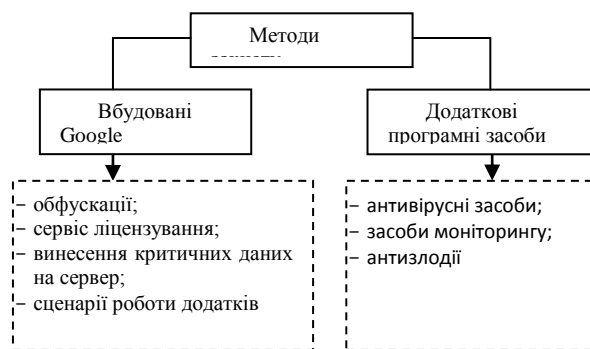 Методи
Вбудовані
Google
Додаткові
програмні засоби
− обфускації;
− сервіс ліцензування;
− винесення критичних даних
на сервер;
− сценарії роботи додатків
− антивірусні засоби;
− засоби моніторингу;
− антизлодії